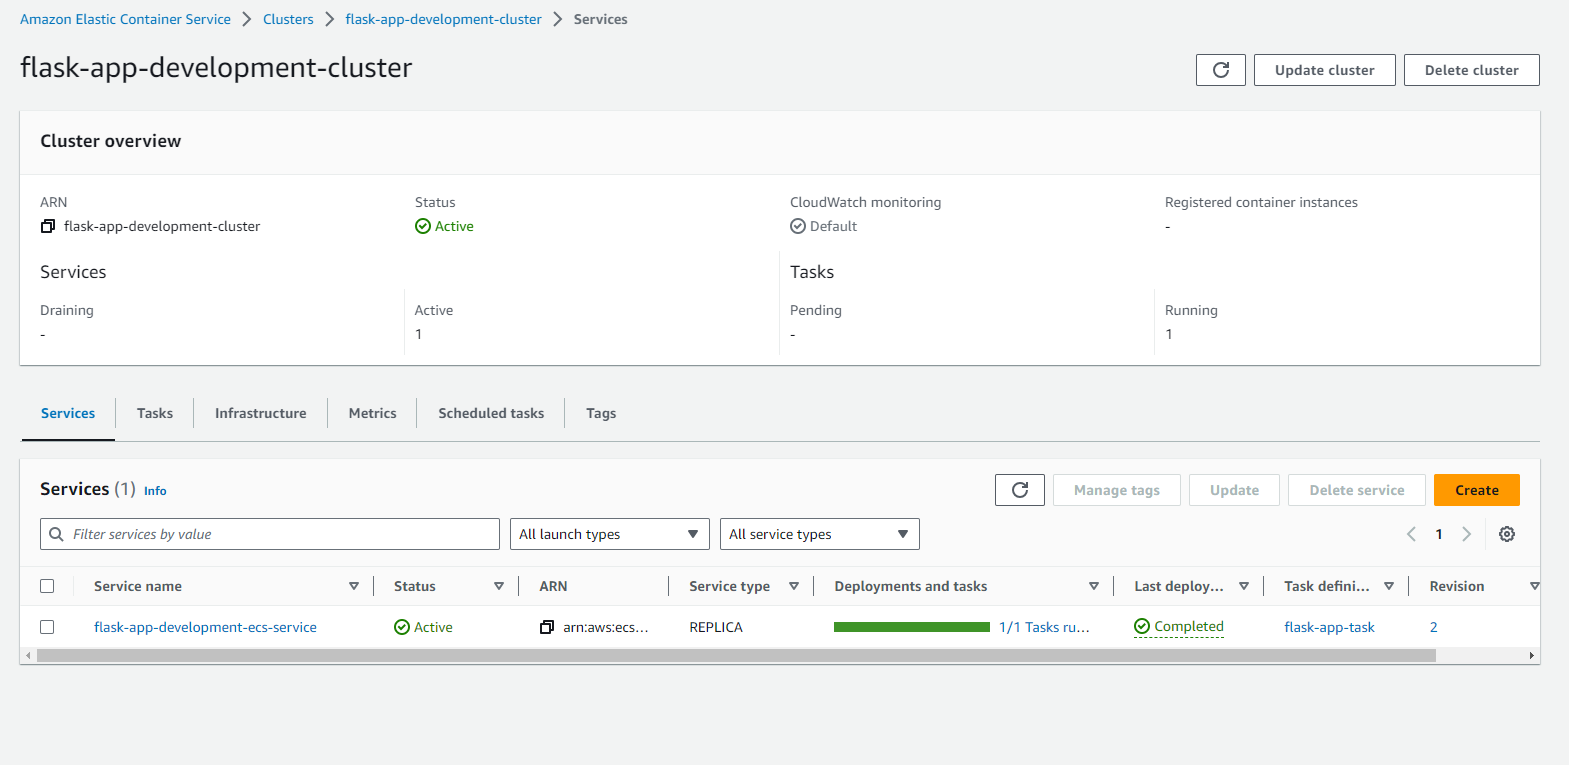 Amazon Elastic Container Service > Clusters > flask-app-development-cluster > Services
flask-app-development-cluster
Update cluster
Delete cluster
Cluster overview
ARN
flask-app-development-cluster
Status
Active
CloudWatch monitoring
Default
Registered container instances
-
Services
Draining
-
Active
1
Tasks
Pending
-
Running
1
Services
Tasks
Infrastructure
Metrics
Scheduled tasks
Tags
Services (1) Info
Manage tags
Update
Delete service
Create
Filter services by value
All launch types
All service types
1
Service name
Status
ARN
Service type
Deployments and tasks
Last deploy...
Task defini...
Revision
flask-app-development-ecs-service
Active
arn:aws:ecs...
REPLICA
1/1 Tasks ru...
Completed
flask-app-task
2